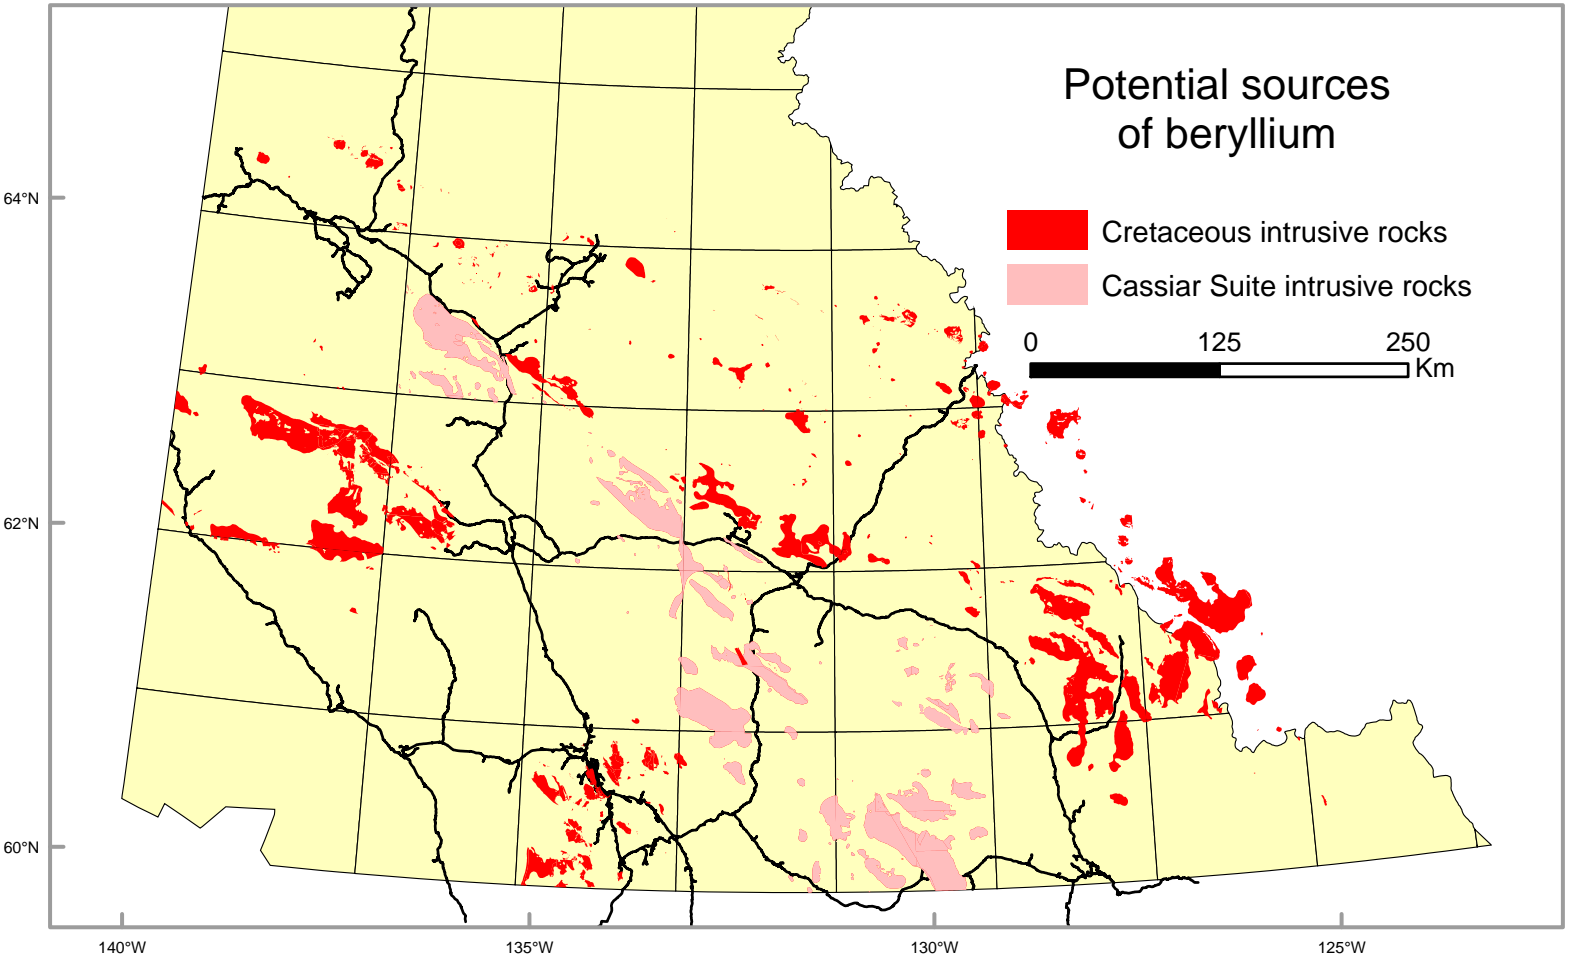 Potential sources
of beryllium
Cretaceous intrusive rocks
Cassiar Suite intrusive rocks
0 125 250
Km
64°N
62°N
60°N
140°W 135°W 130°W 125°W